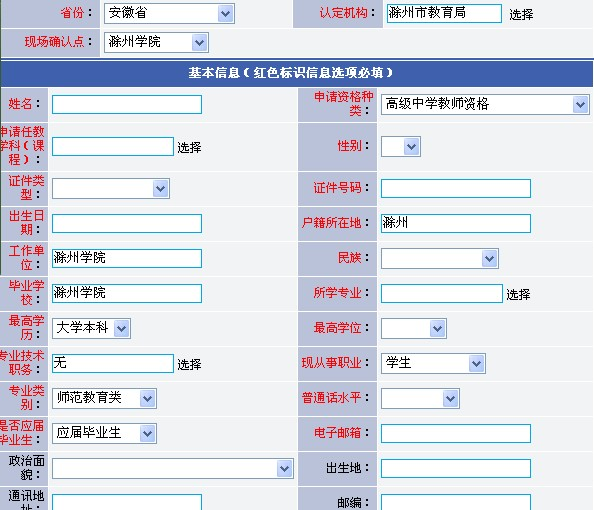 省份： 安徽省 认定机构： 滁州市教育局 选择
现场确认点： 滁州学院
基本信息（红色标识信息选项必填）
姓名： 申请资格种类： 高级中学教师资格
申请任教学科（课程）： 选择 性别：
证件类型： 证件号码：
出生日期： 户籍所在地： 滁州
工作单位： 滁州学院 民族：
毕业学校： 滁州学院 所学专业： 选择
最高学历： 大学本科 最高学位：
专业技术职务： 无 选择 现从事职业： 学生
专业类别： 师范教育类 普通话水平：
是否应届毕业生： 应届毕业生 电子邮箱：
政治面貌： 出生地：
通讯地址： 邮编：